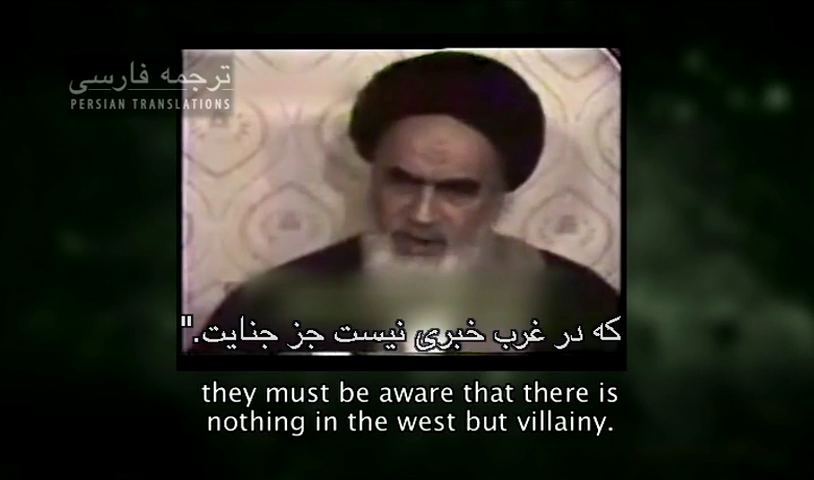 ترجمه فارسی
PERSIAN TRANSLATIONS
که در غرب خبری نیست جز جنایت."
they must be aware that there is
nothing in the west but villainy.